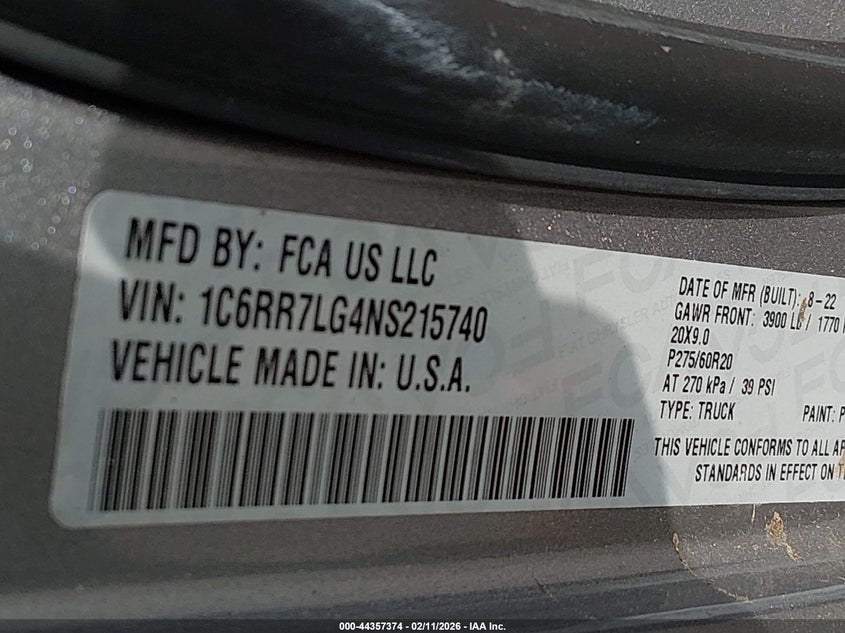 MFD BY: FCA US LLC
VIN: 1C6RR7LG4NS215740
VEHICLE MADE IN: U.S.A.
DATE OF MFR (BUILT): 8-22
GAWR FRONT: 3900 LB / 1770
20X9.0
P275/60R20
AT 270 kPa / 39 PSI
TYPE: TRUCK PAINT: P
THIS VEHICLE CONFORMS TO ALL AP
STANDARDS IN EFFECT ON T
000-44357374 - 02/11/2026 - IAA Inc.